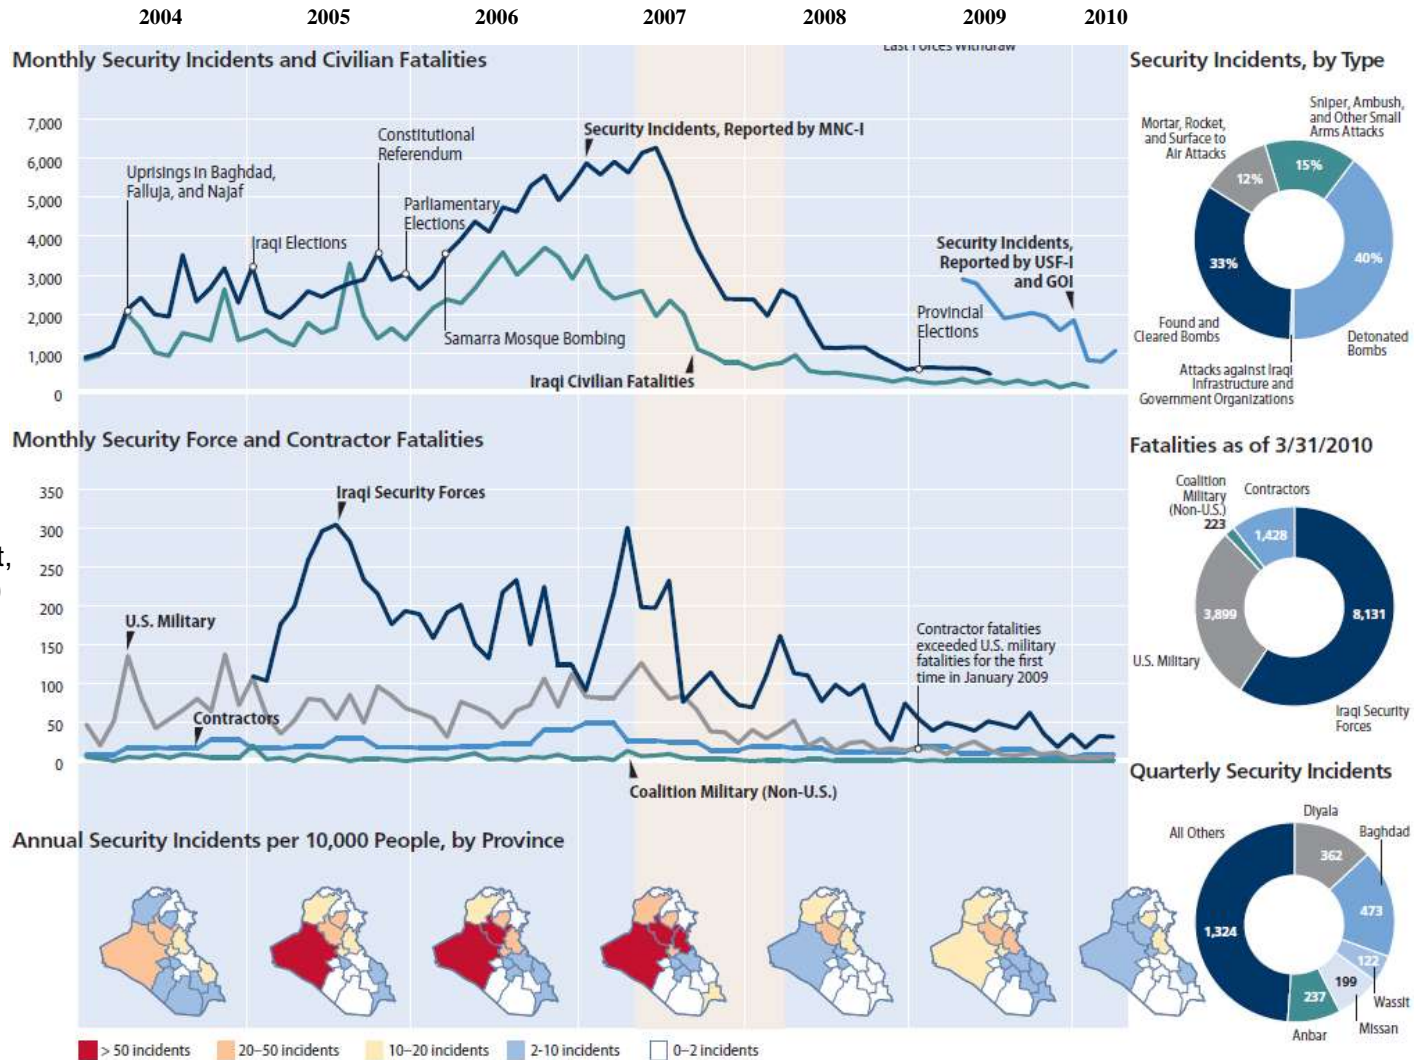 2004 2005 2006 2007 2008 2009 2010
Last Forces Withdraw
Monthly Security Incidents and Civilian Fatalities
7,000
6,000
5,000
4,000
3,000
2,000
1,000
0
Uprisings in Baghdad,
Falluja, and Najaf
Iraqi Elections
Constitutional
Referendum
Parliamentary
Elections
Samarra Mosque Bombing
Security Incidents, Reported by MNC-I
Iraqi Civilian Fatalities
Security Incidents,
Reported by USF-I
and GOI
Provincial
Elections
Security Incidents, by Type
Mortar, Rocket,
and Surface to
Air Attacks
Sniper, Ambush,
and Other Small
Arms Attacks
12%
15%
33%
40%
Found and
Cleared Bombs
Detonated
Bombs
Attacks against Iraqi
Infrastructure and
Government Organizations
Monthly Security Force and Contractor Fatalities
350
300
250
200
150
100
50
0
t,
)
U.S. Military
Iraqi Security Forces
Contractors
Coalition Military (Non-U.S.)
Contractor fatalities
exceeded U.S. military
fatalities for the first
time in January 2009
Fatalities as of 3/31/2010
Coalition
Military
(Non-U.S.)
223
Contractors
1,428
3,899
8,131
U.S. Military
Iraqi Security
Forces
Annual Security Incidents per 10,000 People, by Province
> 50 incidents
20–50 incidents
10–20 incidents
2-10 incidents
0–2 incidents
Quarterly Security Incidents
All Others
Diyala
Baghdad
362
473
1,324
122
199
237
Wassit
Missan
Anbar